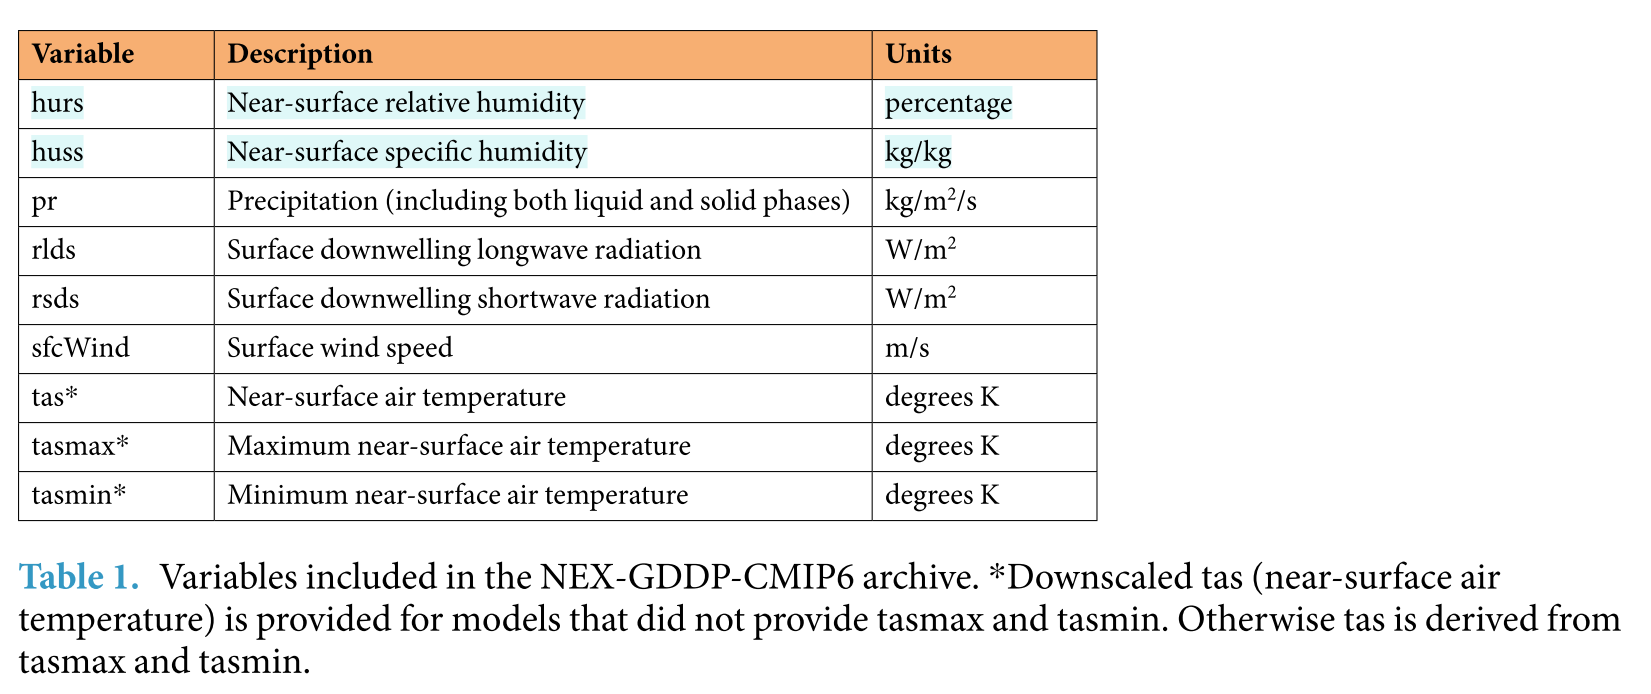 Variable Description Units
hurs Near-surface relative humidity percentage
huss Near-surface specific humidity kg/kg
pr Precipitation (including both liquid and solid phases) kg/m²/s
rlds Surface downwelling longwave radiation W/m²
rsds Surface downwelling shortwave radiation W/m²
sfcWind Surface wind speed m/s
tas* Near-surface air temperature degrees K
tasmax* Maximum near-surface air temperature degrees K
tasmin* Minimum near-surface air temperature degrees K
Table 1. Variables included in the NEX-GDDP-CMIP6 archive. *Downscaled tas (near-surface air
temperature) is provided for models that did not provide tasmax and tasmin. Otherwise tas is derived from
tasmax and tasmin.